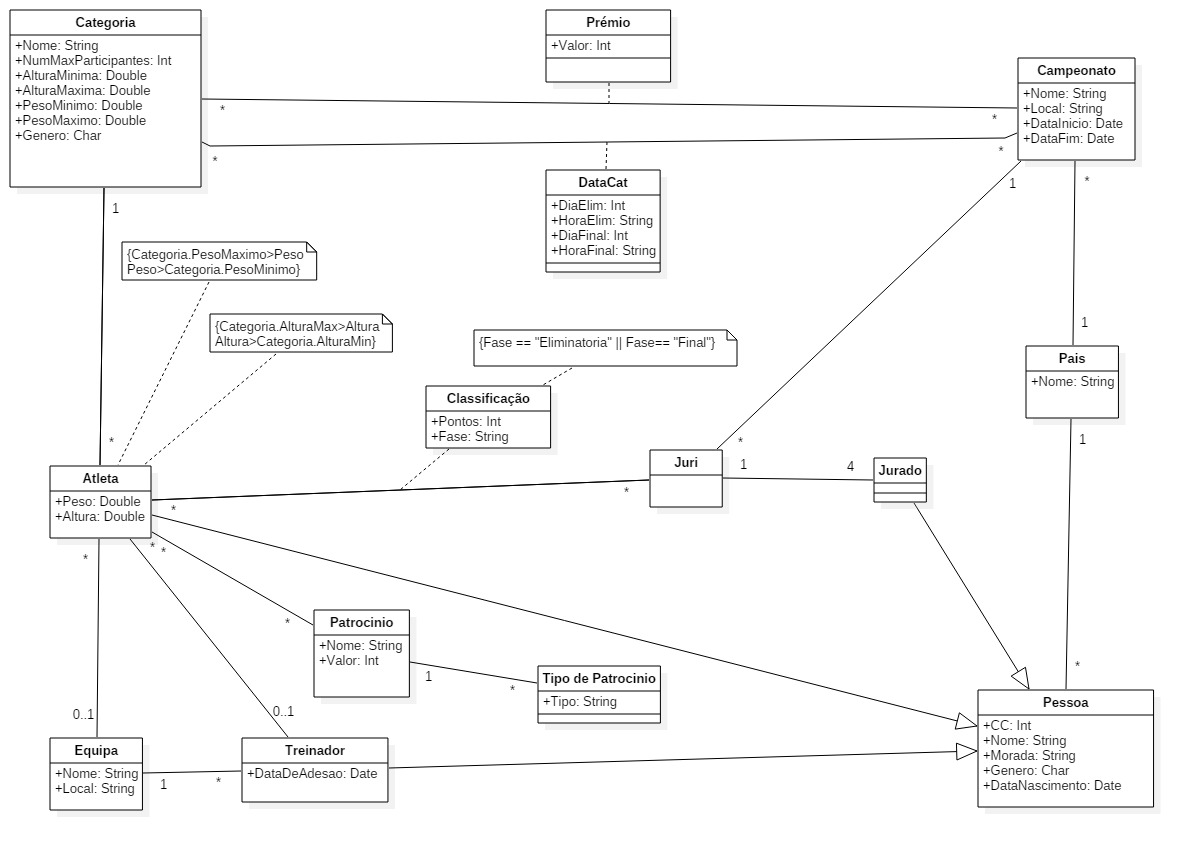 Categoria
+Nome: String
+NumMaxParticipantes: Int
+AlturaMinima: Double
+AlturaMaxima: Double
+PesoMinimo: Double
+PesoMaximo: Double
+Genero: Char
Prémio
+Valor: Int
Campeonato
+Nome: String
+Local: String
+DataInicio: Date
+DataFim: Date
*
*
*
*
DataCat
+DiaElim: Int
+HoraElim: String
+DiaFinal: Int
+HoraFinal: String
1
1
*
{Categoria.PesoMaximo>Peso
Peso>Categoria.PesoMinimo}
{Categoria.AlturaMax>Altura
Altura>Categoria.AlturaMin}
{Fase == "Eliminatoria" || Fase== "Final"}
1
Pais
+Nome: String
Classificação
+Pontos: Int
+Fase: String
*
*
1
Atleta
+Peso: Double
+Altura: Double
Juri
1
4
Jurado
*
*
*
*
*
Patrocinio
+Nome: String
+Valor: Int
*
1
*
Tipo de Patrocinio
+Tipo: String
*
Pessoa
+CC: Int
+Nome: String
+Morada: String
+Genero: Char
+DataNascimento: Date
0..1
0..1
Equipa
+Nome: String
+Local: String
1
*
Treinador
+DataDeAdesao: Date